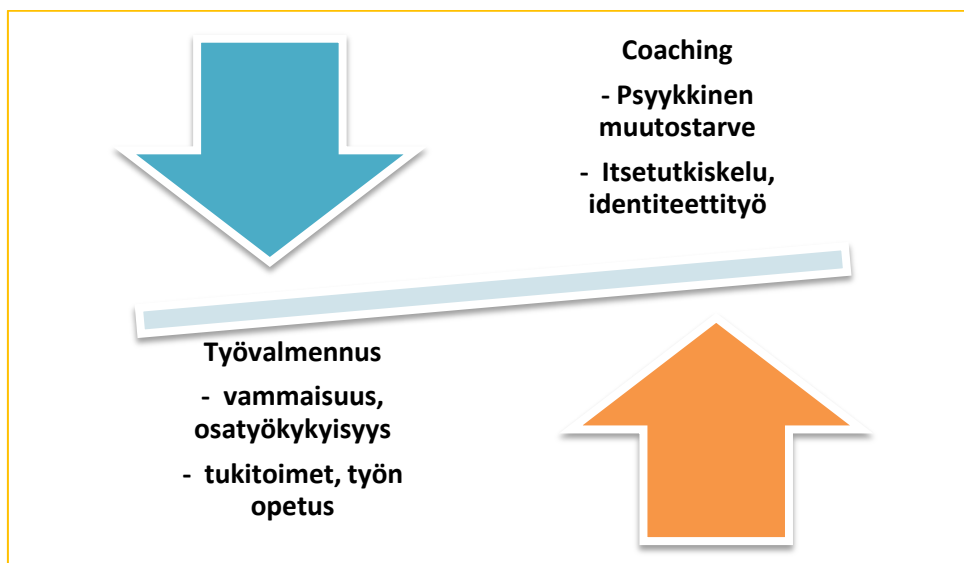 Coaching
- Psyykkinen
muutostarve
- Itsetutkiskelu,
identiteettityö
Työvalmennus
- vammaisuus,
osatyökykyisyys
- tukitoimet, työn
opetus